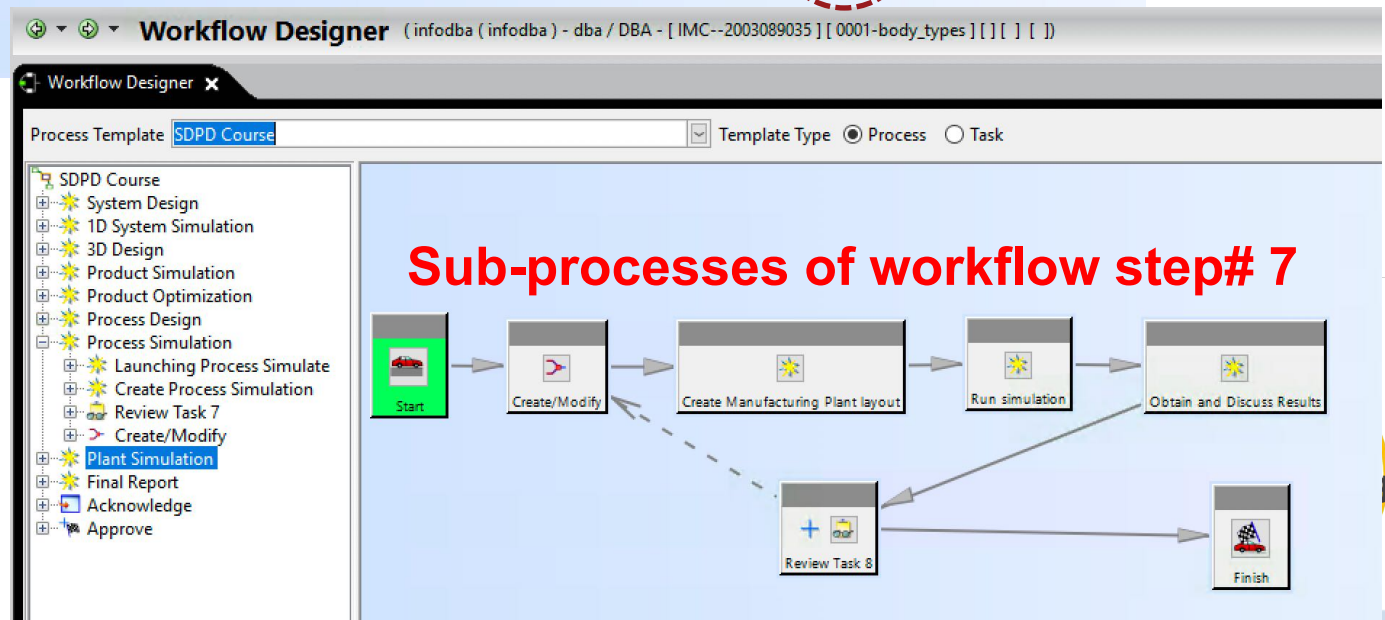 Workflow Designer ( infodba ( infodba ) - dba / DBA - [ IMC--2003089035 ] [ 0001-body_types ] [ ] [ ] [ ])
Workflow Designer
Process Template SDPD Course Template Type Process Task
SDPD Course
System Design
1D System Simulation
3D Design
Product Simulation
Product Optimization
Process Design
Process Simulation
Launching Process Simulate
Create Process Simulation
Review Task 7
Create/Modify
Plant Simulation
Final Report
Acknowledge
Approve
Sub-processes of workflow step# 7
Start
Create/Modify
Create Manufacturing Plant layout
Run simulation
Obtain and Discuss Results
Review Task 8
Finish